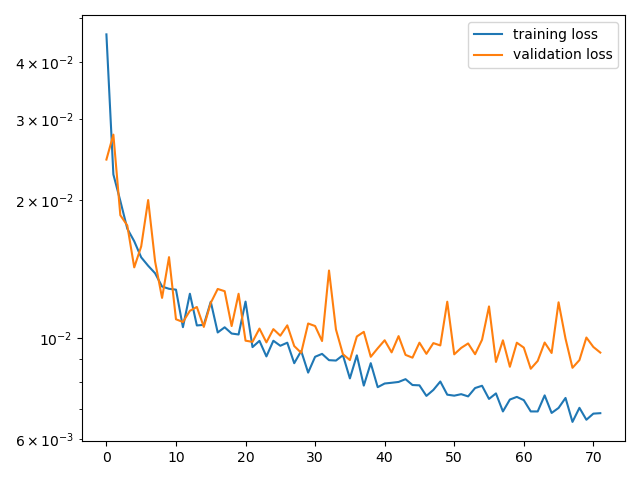 training loss
validation loss
4 × 10⁻²
3 × 10⁻²
2 × 10⁻²
10⁻²
6 × 10⁻³
0 10 20 30 40 50 60 70